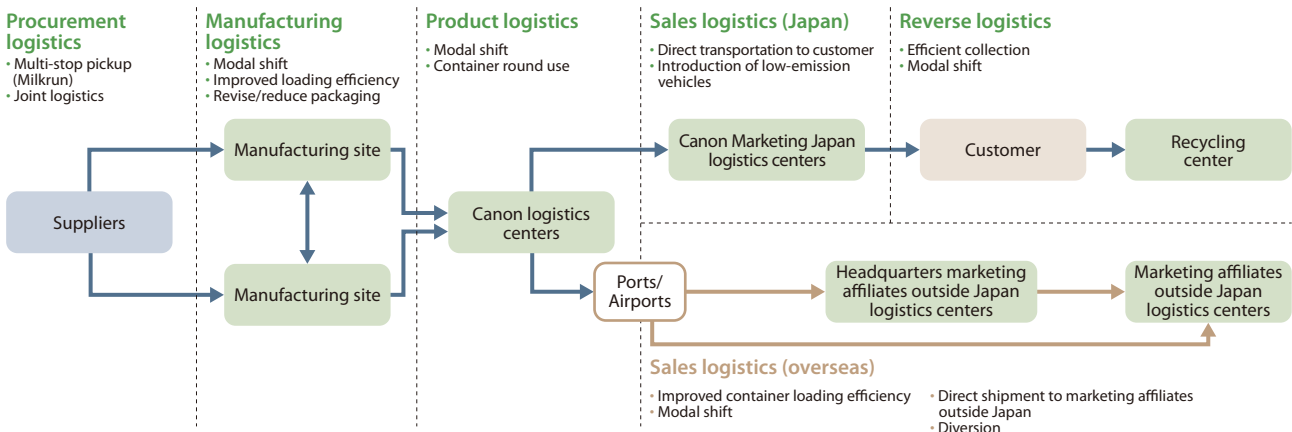 Procurement
logistics
• Multi-stop pickup
(Milkrun)
• Joint logistics
Manufacturing
logistics
• Modal shift
• Improved loading efficiency
• Revise/reduce packaging
Product logistics
• Modal shift
• Container round use
Sales logistics (Japan)
• Direct transportation to customer
• Introduction of low-emission
vehicles
Reverse logistics
• Efficient collection
• Modal shift
Suppliers
Manufacturing site
Manufacturing site
Canon logistics
centers
Canon Marketing Japan
logistics centers
Customer
Recycling
center
Ports/
Airports
Headquarters marketing
affiliates outside Japan
logistics centers
Marketing affiliates
outside Japan
logistics centers
Sales logistics (overseas)
• Improved container loading efficiency
• Modal shift
• Direct shipment to marketing affiliates
outside Japan
• Diversion